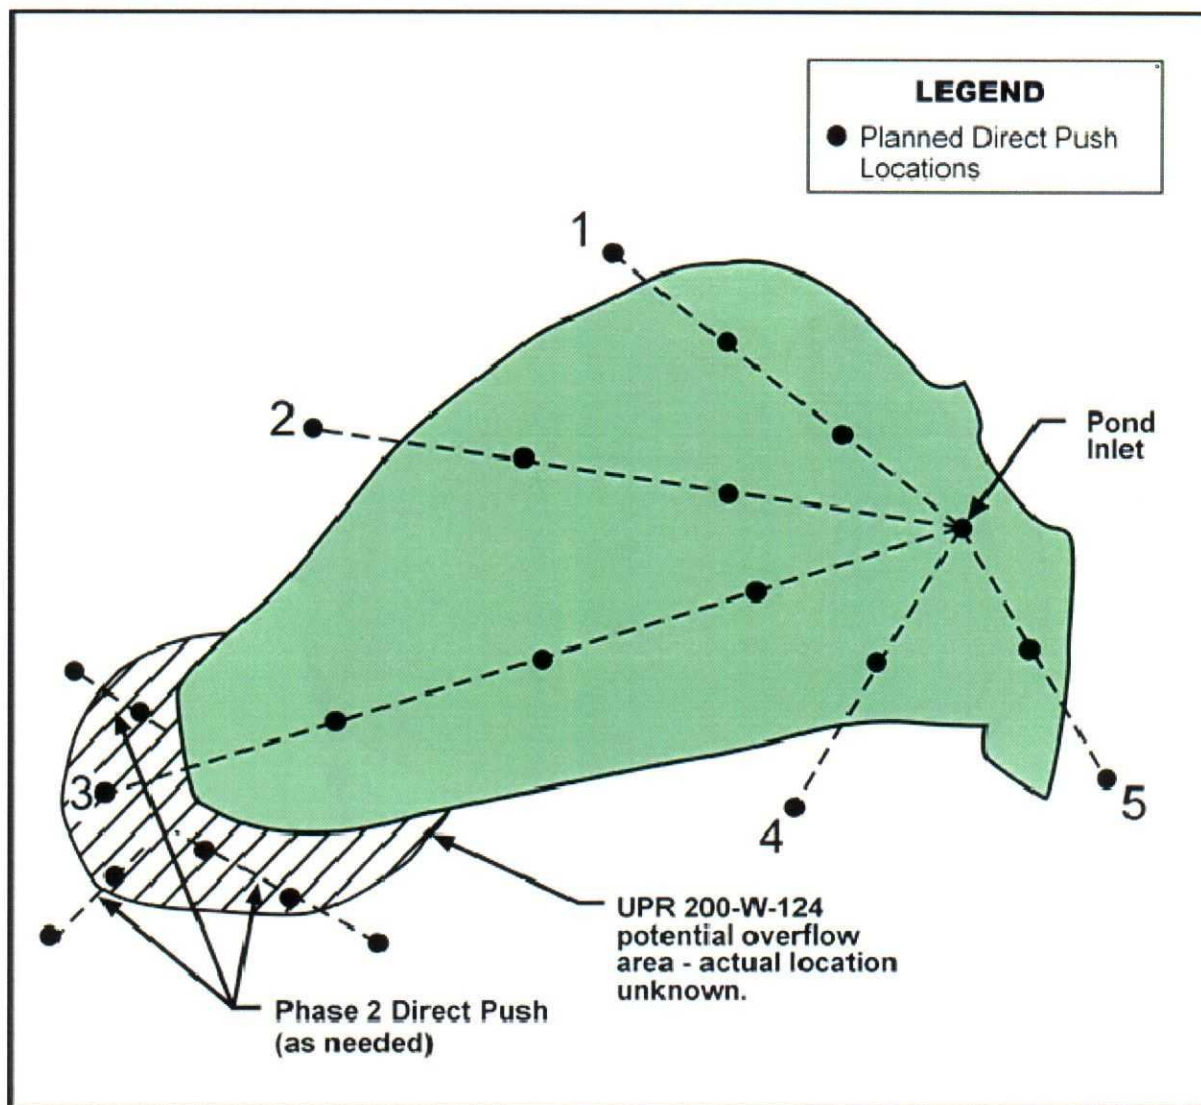 LEGEND
Planned Direct Push
Locations
1
2
Pond
Inlet
3
4
5
UPR 200-W-124
potential overflow
area - actual location
unknown.
Phase 2 Direct Push
(as needed)